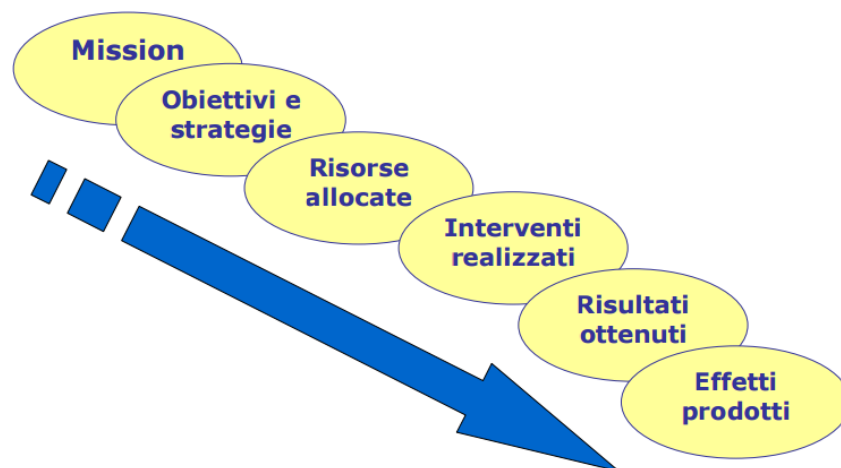 Mission
Obiettivi e
strategie
Risorse
allocate
Interventi
realizzati
Risultati
ottenuti
Effetti
prodotti